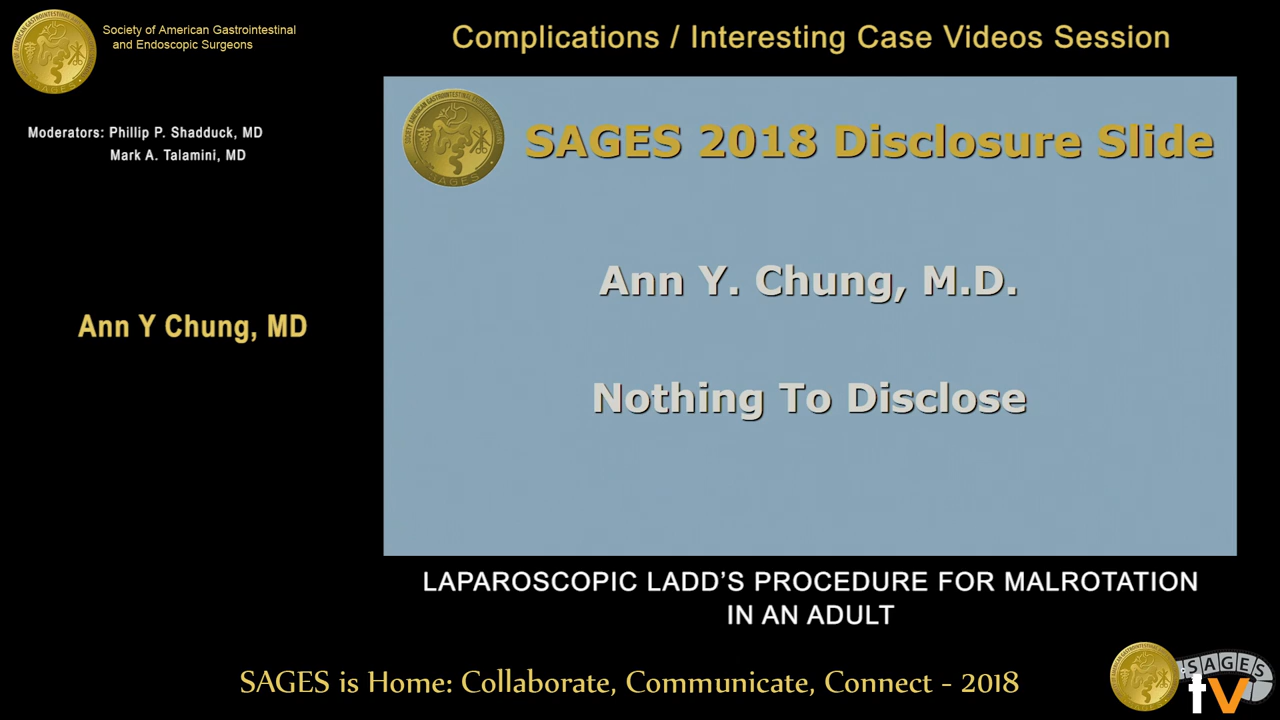 Society of American Gastrointestinal
and Endoscopic Surgeons
Complications / Interesting Case Videos Session
Moderators: Phillip P. Shadduck, MD
Mark A. Talamini, MD
SAGES 2018 Disclosure Slide
SAGES
Ann Y. Chung, M.D.
Ann Y Chung, MD
Nothing To Disclose
LAPAROSCOPIC LADD'S PROCEDURE FOR MALROTATION
IN AN ADULT
SAGES is Home: Collaborate, Communicate, Connect - 2018
SAGES
tv